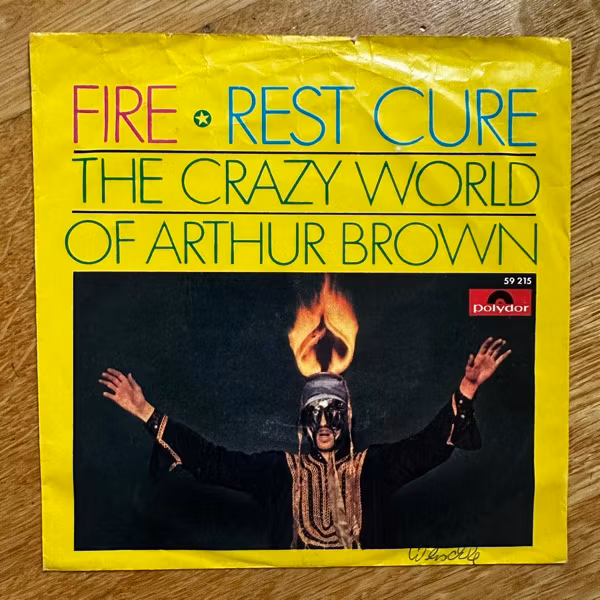 FIRE ✪ REST CURE
THE CRAZY WORLD
OF ARTHUR BROWN
59 215
Polydor